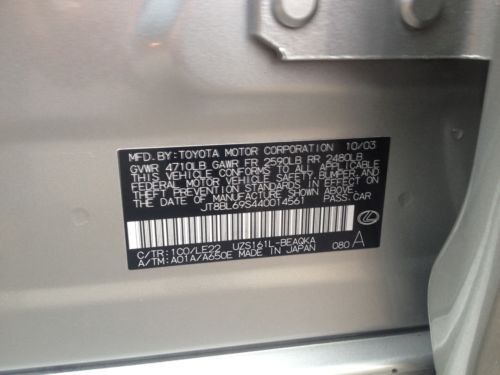 MFD. BY: TOYOTA MOTOR CORPORATION 10/03
GVWR 4710LB GAWR FR 2590LB RR 2480LB
THIS VEHICLE CONFORMS TO ALL APPLICABLE
FEDERAL MOTOR VEHICLE SAFETY, BUMPER, AND
THEFT PREVENTION STANDARDS IN EFFECT ON
THE DATE OF MANUFACTURE SHOWN ABOVE.
JT8BL69S440014561 PASS.CAR
C/TR: 1C0/LE22 UZS161L-BEAQKA
A/TM: A01A/A650E MADE IN JAPAN 080 A